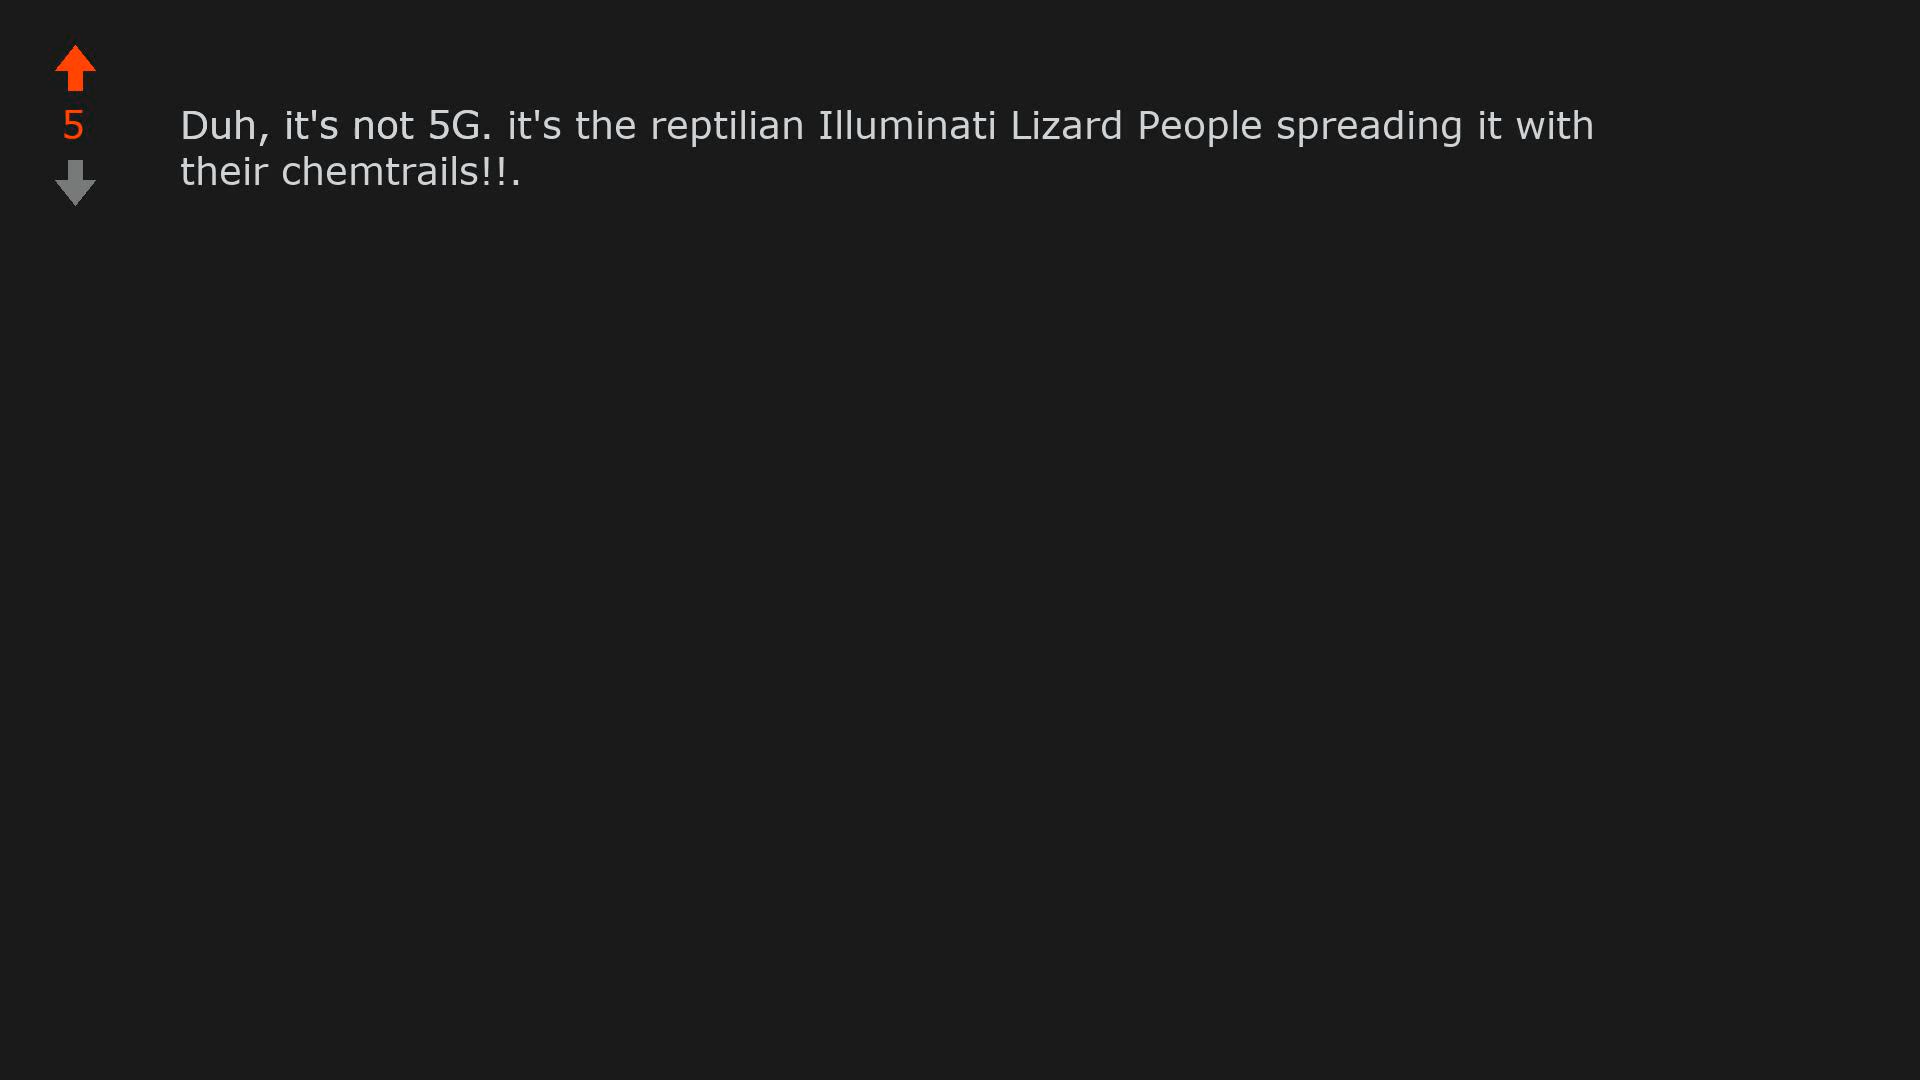 5
Duh, it's not 5G. it's the reptilian Illuminati Lizard People spreading it with
their chemtrails!!.